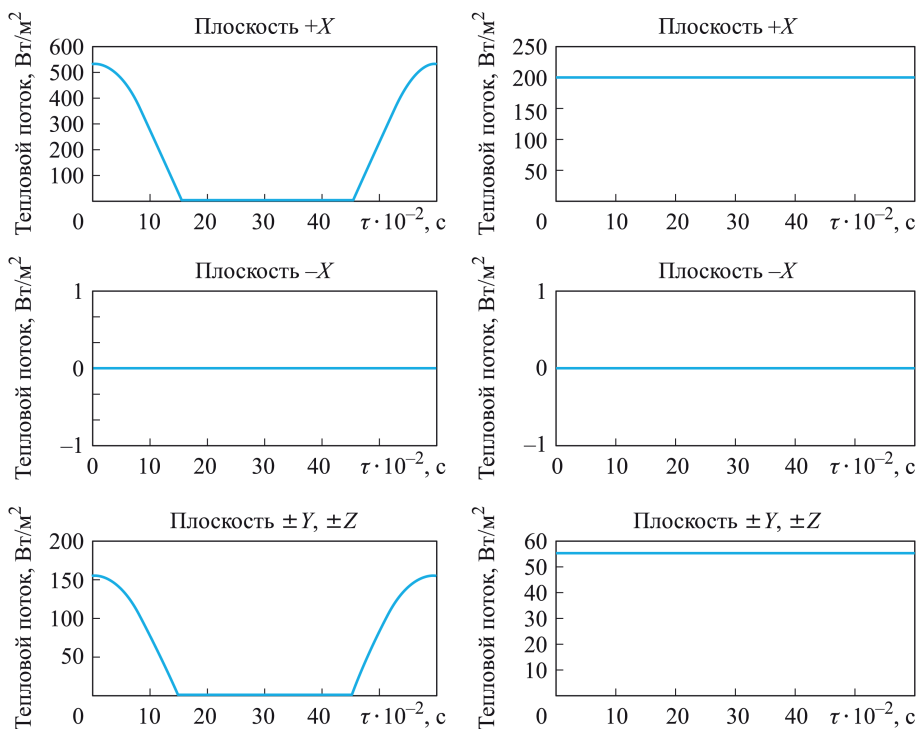 Плоскость +X
Тепловой поток, Вт/м²
600
500
400
300
200
100
0 10 20 30 40 τ·10⁻², с
Плоскость +X
Тепловой поток, Вт/м²
250
200
150
100
50
0 10 20 30 40 τ·10⁻², с
Плоскость –X
Тепловой поток, Вт/м²
1
0
–1
0 10 20 30 40 τ·10⁻², с
Плоскость –X
Тепловой поток, Вт/м²
1
0
–1
0 10 20 30 40 τ·10⁻², с
Плоскость ±Y, ±Z
Тепловой поток, Вт/м²
200
150
100
50
0 10 20 30 40 τ·10⁻², с
Плоскость ±Y, ±Z
Тепловой поток, Вт/м²
60
50
40
30
20
10
0 10 20 30 40 τ·10⁻², с